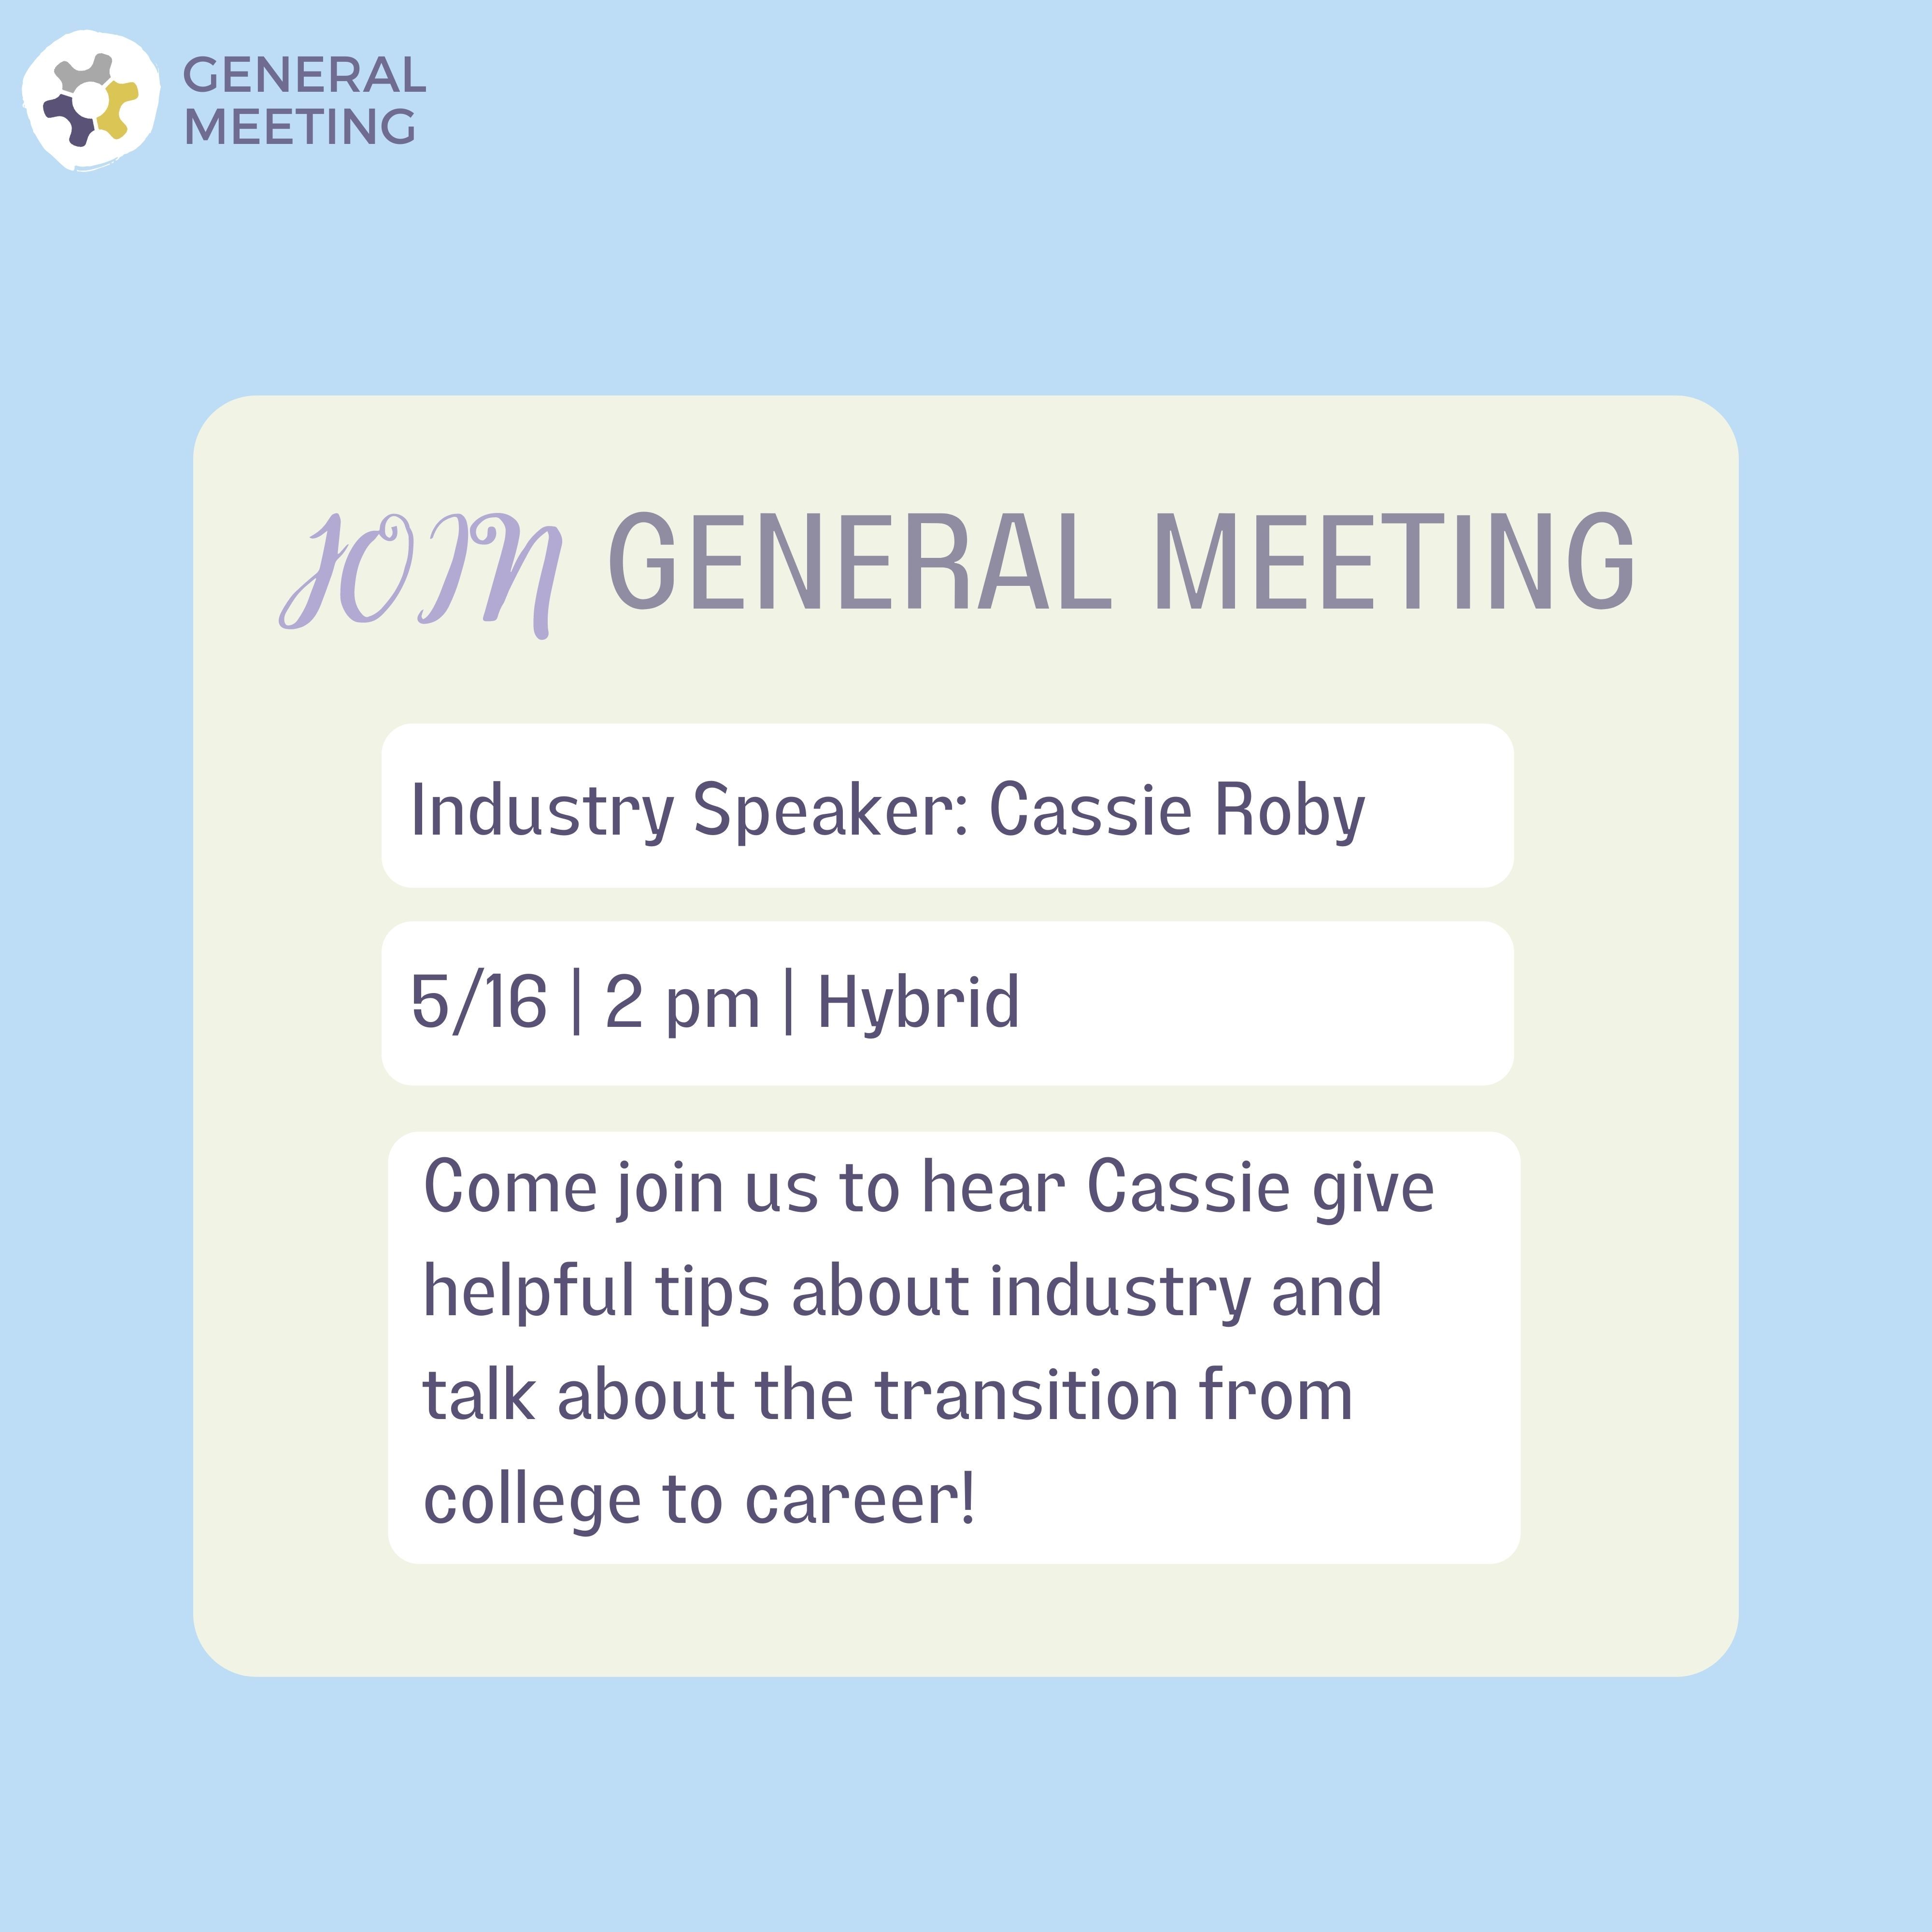 GENERAL
MEETING
JOM GENERAL MEETING
Industry Speaker: Cassie Roby
5/16 | 2 pm | Hybrid
Come join us to hear Cassie give
helpful tips about industry and
talk about the transition from
college to career!